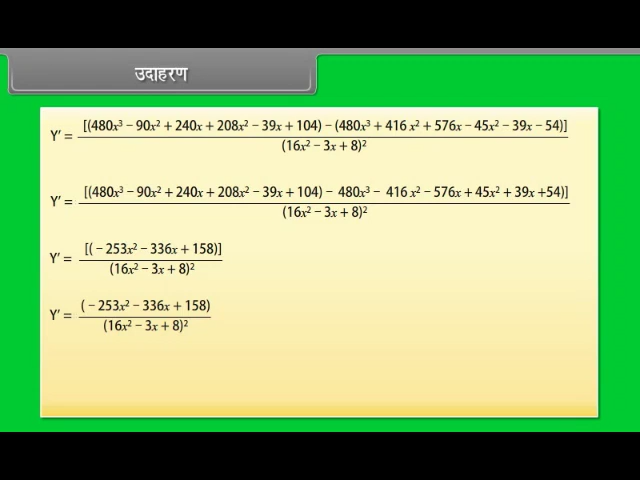 उदाहरण
Y′ = [(480x³ − 90x² + 240x + 208x² − 39x + 104) − (480x³ + 416 x² + 576x − 45x² − 39x − 54)] / (16x² − 3x + 8)²
Y′ = [(480x³ − 90x² + 240x + 208x² − 39x + 104) − 480x³ − 416 x² − 576x + 45x² + 39x +54)] / (16x² − 3x + 8)²
Y′ = [( − 253x² − 336x + 158)] / (16x² − 3x + 8)²
Y′ = ( − 253x² − 336x + 158) / (16x² − 3x + 8)²